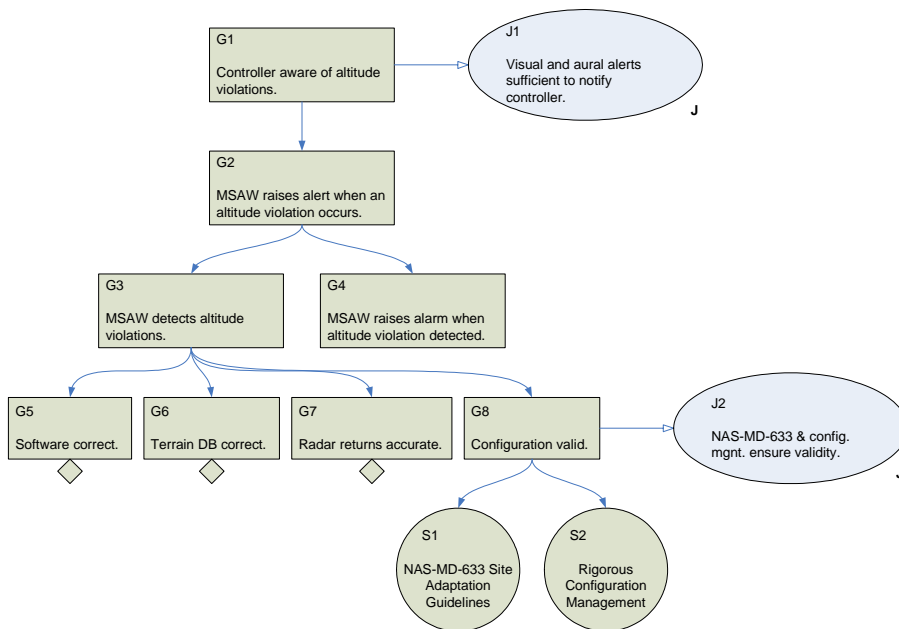 G1
Controller aware of altitude
violations.
J1
Visual and aural alerts
sufficient to notify
controller.
J
G2
MSAW raises alert when an
altitude violation occurs.
G3
MSAW detects altitude
violations.
G4
MSAW raises alarm when
altitude violation detected.
G5
Software correct.
G6
Terrain DB correct.
G7
Radar returns accurate.
G8
Configuration valid.
J2
NAS-MD-633 & config.
mgnt. ensure validity.
J
S1
NAS-MD-633 Site
Adaptation
Guidelines
S2
Rigorous
Configuration
Management